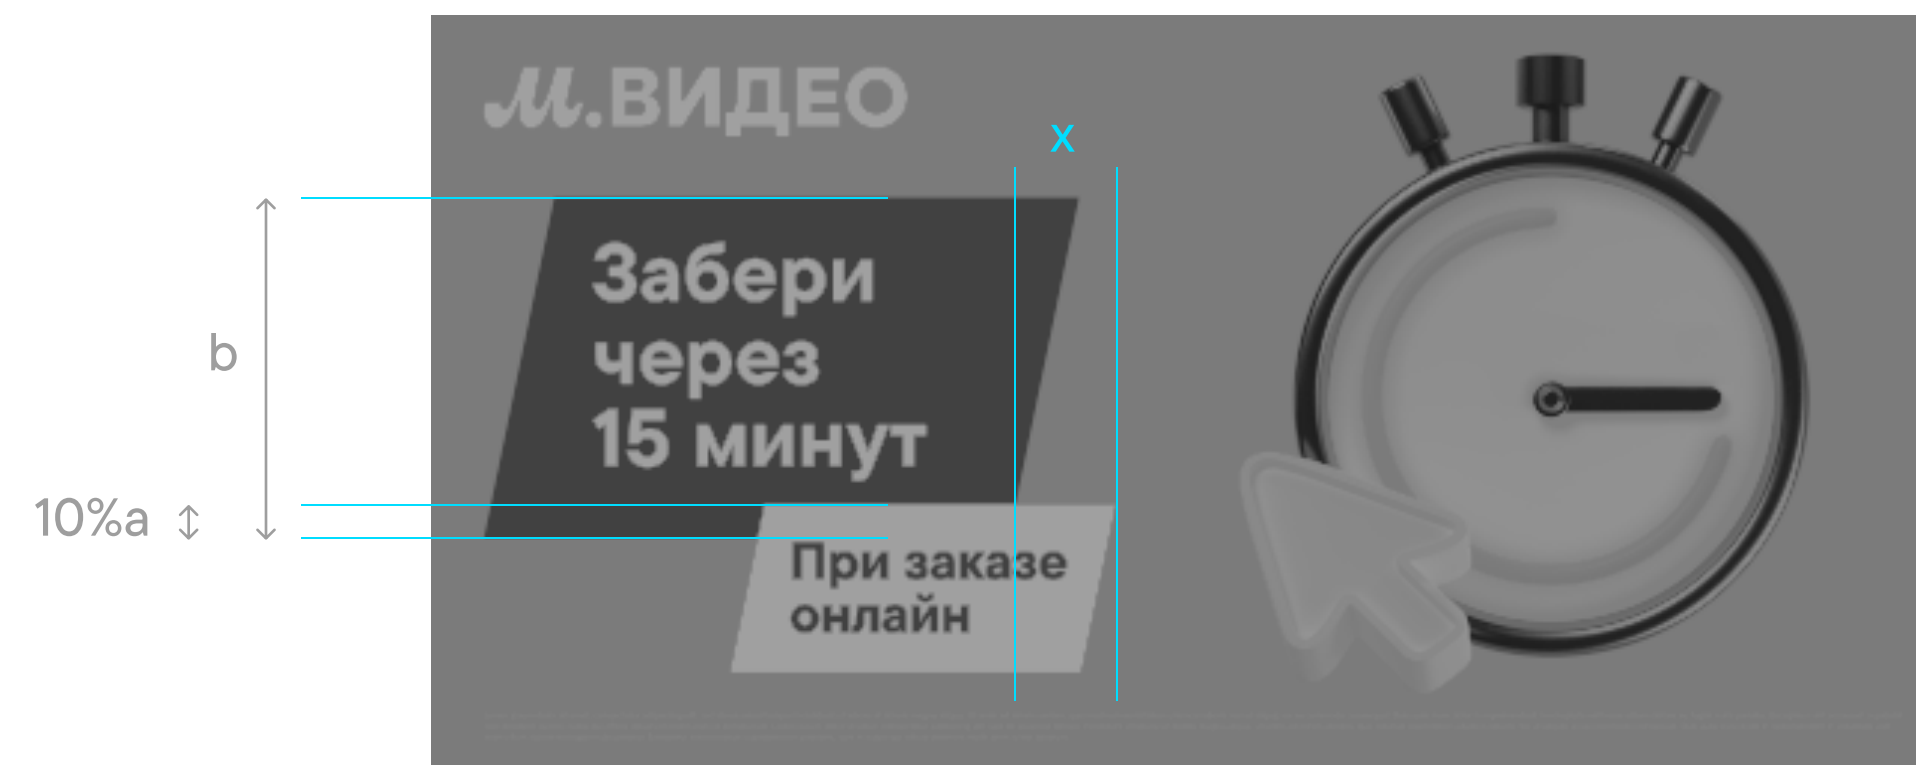 м.ВИДЕО
x
Забери
через
15 минут
b
10%a
При заказе
онлайн